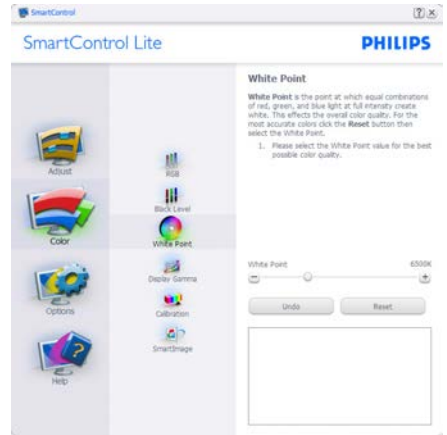 SmartControl
SmartControl Lite
PHILIPS
Adjust
Color
Options
Help
RGB
Black Level
White Point
Display Gamma
Calibration
SmartImage
White Point
White Point is the point at which equal combinations
of red, green, and blue light at full intensity create
white. This effects the overall color quality. For the
most accurate colors click the Reset button then
select the White Point.
1. Please select the White Point value for the best
possible color quality.
White Point 6500K
Undo Reset